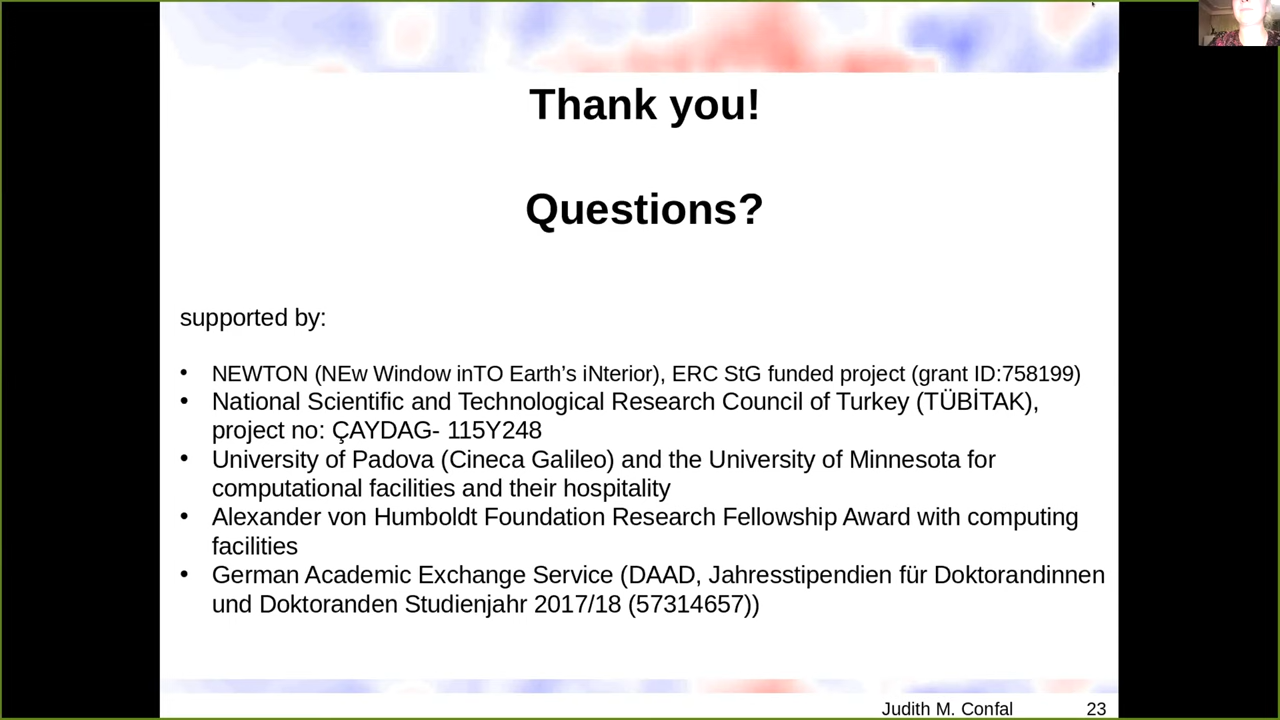 Thank you!
Questions?
supported by:
• NEWTON (NEw Window inTO Earth’s iNterior), ERC StG funded project (grant ID:758199)
• National Scientific and Technological Research Council of Turkey (TÜBİTAK),
project no: ÇAYDAG- 115Y248
• University of Padova (Cineca Galileo) and the University of Minnesota for
computational facilities and their hospitality
• Alexander von Humboldt Foundation Research Fellowship Award with computing
facilities
• German Academic Exchange Service (DAAD, Jahresstipendien für Doktorandinnen
und Doktoranden Studienjahr 2017/18 (57314657))
Judith M. Confal 23